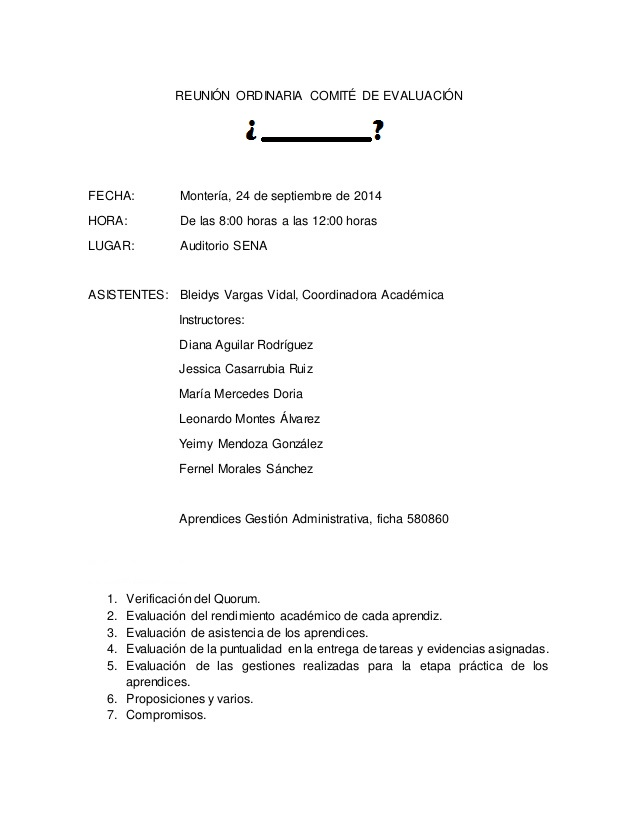 REUNIÓN ORDINARIA COMITÉ DE EVALUACIÓN
¿__________?
FECHA: Montería, 24 de septiembre de 2014
HORA: De las 8:00 horas a las 12:00 horas
LUGAR: Auditorio SENA
ASISTENTES: Bleidys Vargas Vidal, Coordinadora Académica
Instructores:
Diana Aguilar Rodríguez
Jessica Casarrubia Ruiz
María Mercedes Doria
Leonardo Montes Álvarez
Yeimy Mendoza González
Fernel Morales Sánchez
Aprendices Gestión Administrativa, ficha 580860
1. Verificación del Quorum.
2. Evaluación del rendimiento académico de cada aprendiz.
3. Evaluación de asistencia de los aprendices.
4. Evaluación de la puntualidad en la entrega de tareas y evidencias asignadas.
5. Evaluación de las gestiones realizadas para la etapa práctica de los
aprendices.
6. Proposiciones y varios.
7. Compromisos.